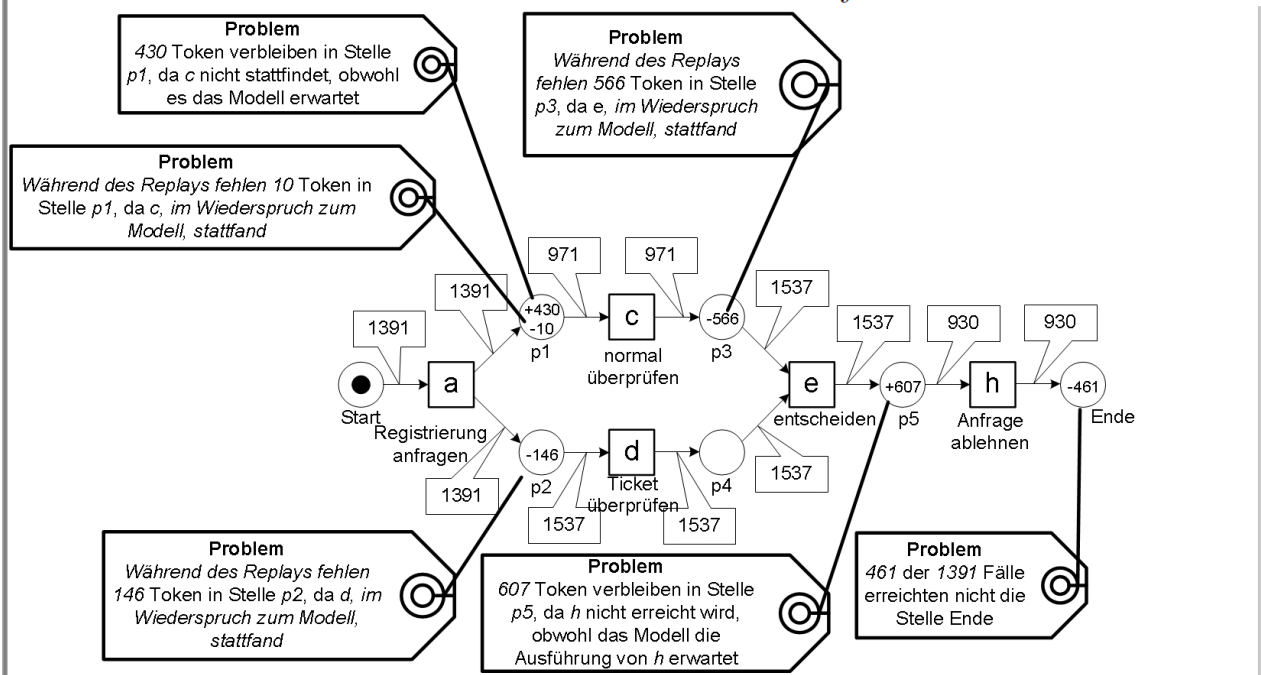 Problem
430 Token verbleiben in Stelle
p1, da c nicht stattfindet, obwohl
es das Modell erwartet
Problem
Während des Replays
fehlen 566 Token in Stelle
p3, da e, im Wiederspruch
zum Modell, stattfand
Problem
Während des Replays fehlen 10 Token in
Stelle p1, da c, im Wiederspruch zum
Modell, stattfand
971
971
1391
1537
1391
1537
930
930
+430
-10
p1
c
normal
überprüfen
-566
p3
Start
a
Registrierung
anfragen
e
entscheiden
+607
p5
h
Anfrage
ablehnen
-461
Ende
-146
p2
d
Ticket
überprüfen
p4
1391
1537
1537
1537
Problem
Während des Replays fehlen
146 Token in Stelle p2, da d, im
Wiederspruch zum Modell,
stattfand
Problem
607 Token verbleiben in Stelle
p5, da h nicht erreicht wird,
obwohl das Modell die
Ausführung von h erwartet
Problem
461 der 1391 Fälle
erreichten nicht die
Stelle Ende